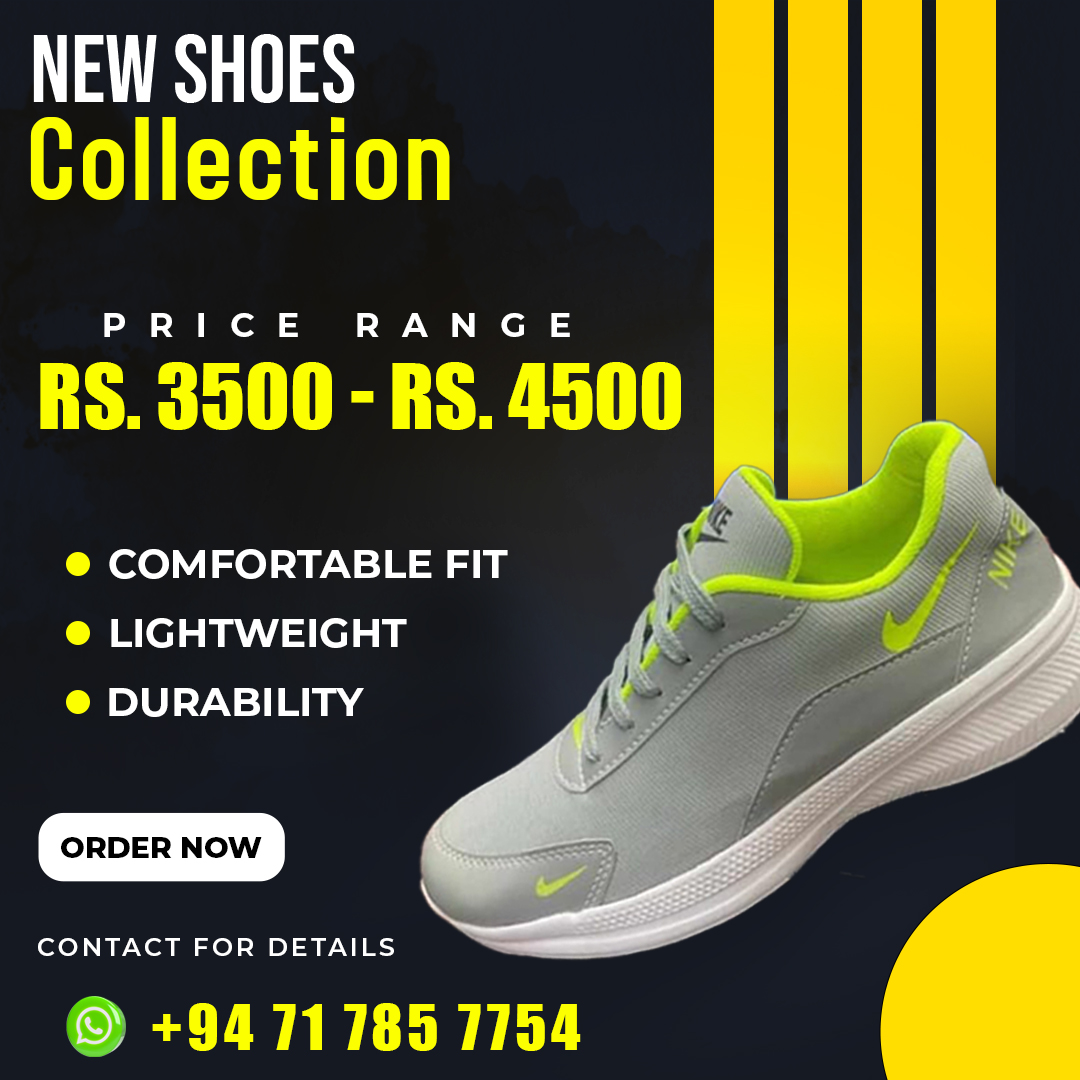 NEW SHOES
Collection
PRICE RANGE
RS. 3500 - RS. 4500
COMFORTABLE FIT
LIGHTWEIGHT
DURABILITY
NIKE
ORDER NOW
CONTACT FOR DETAILS
+94 71 785 7754